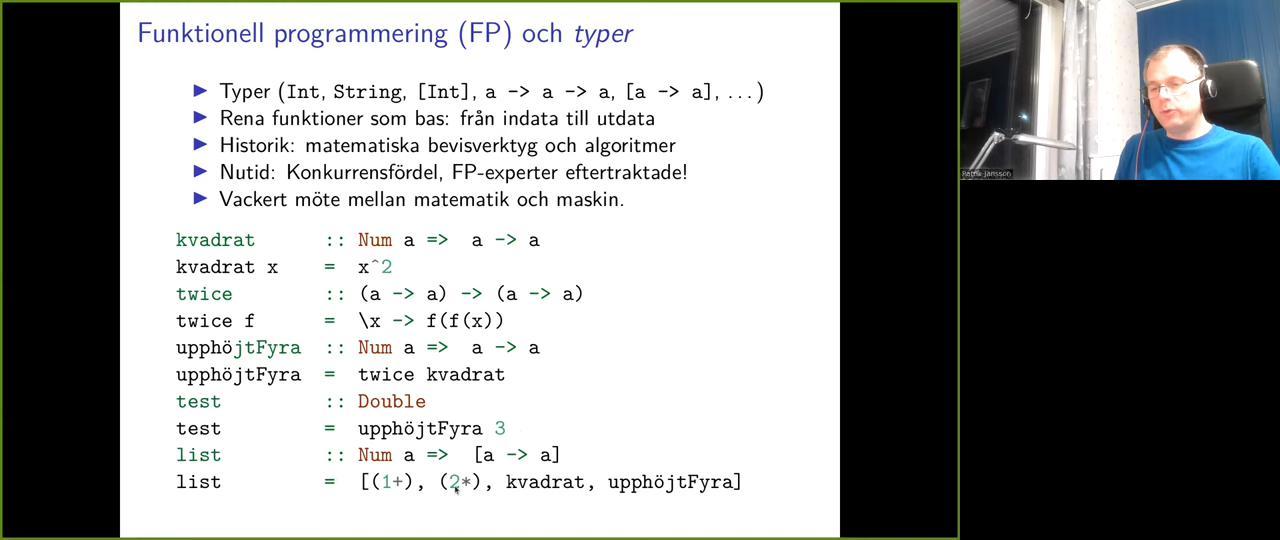 Funktionell programmering (FP) och typer
▶ Typer (Int, String, [Int], a -> a -> a, [a -> a], ...)
▶ Rena funktioner som bas: från indata till utdata
▶ Historik: matematiska bevisverktyg och algoritmer
▶ Nutid: Konkurrensfördel, FP-experter eftertraktade!
▶ Vackert möte mellan matematik och maskin.
kvadrat :: Num a => a -> a
kvadrat x = x^2
twice :: (a -> a) -> (a -> a)
twice f = \x -> f(f(x))
upphöjtFyra :: Num a => a -> a
upphöjtFyra = twice kvadrat
test :: Double
test = upphöjtFyra 3
list :: Num a => [a -> a]
list = [(1+), (2*), kvadrat, upphöjtFyra]
Patrik Jansson